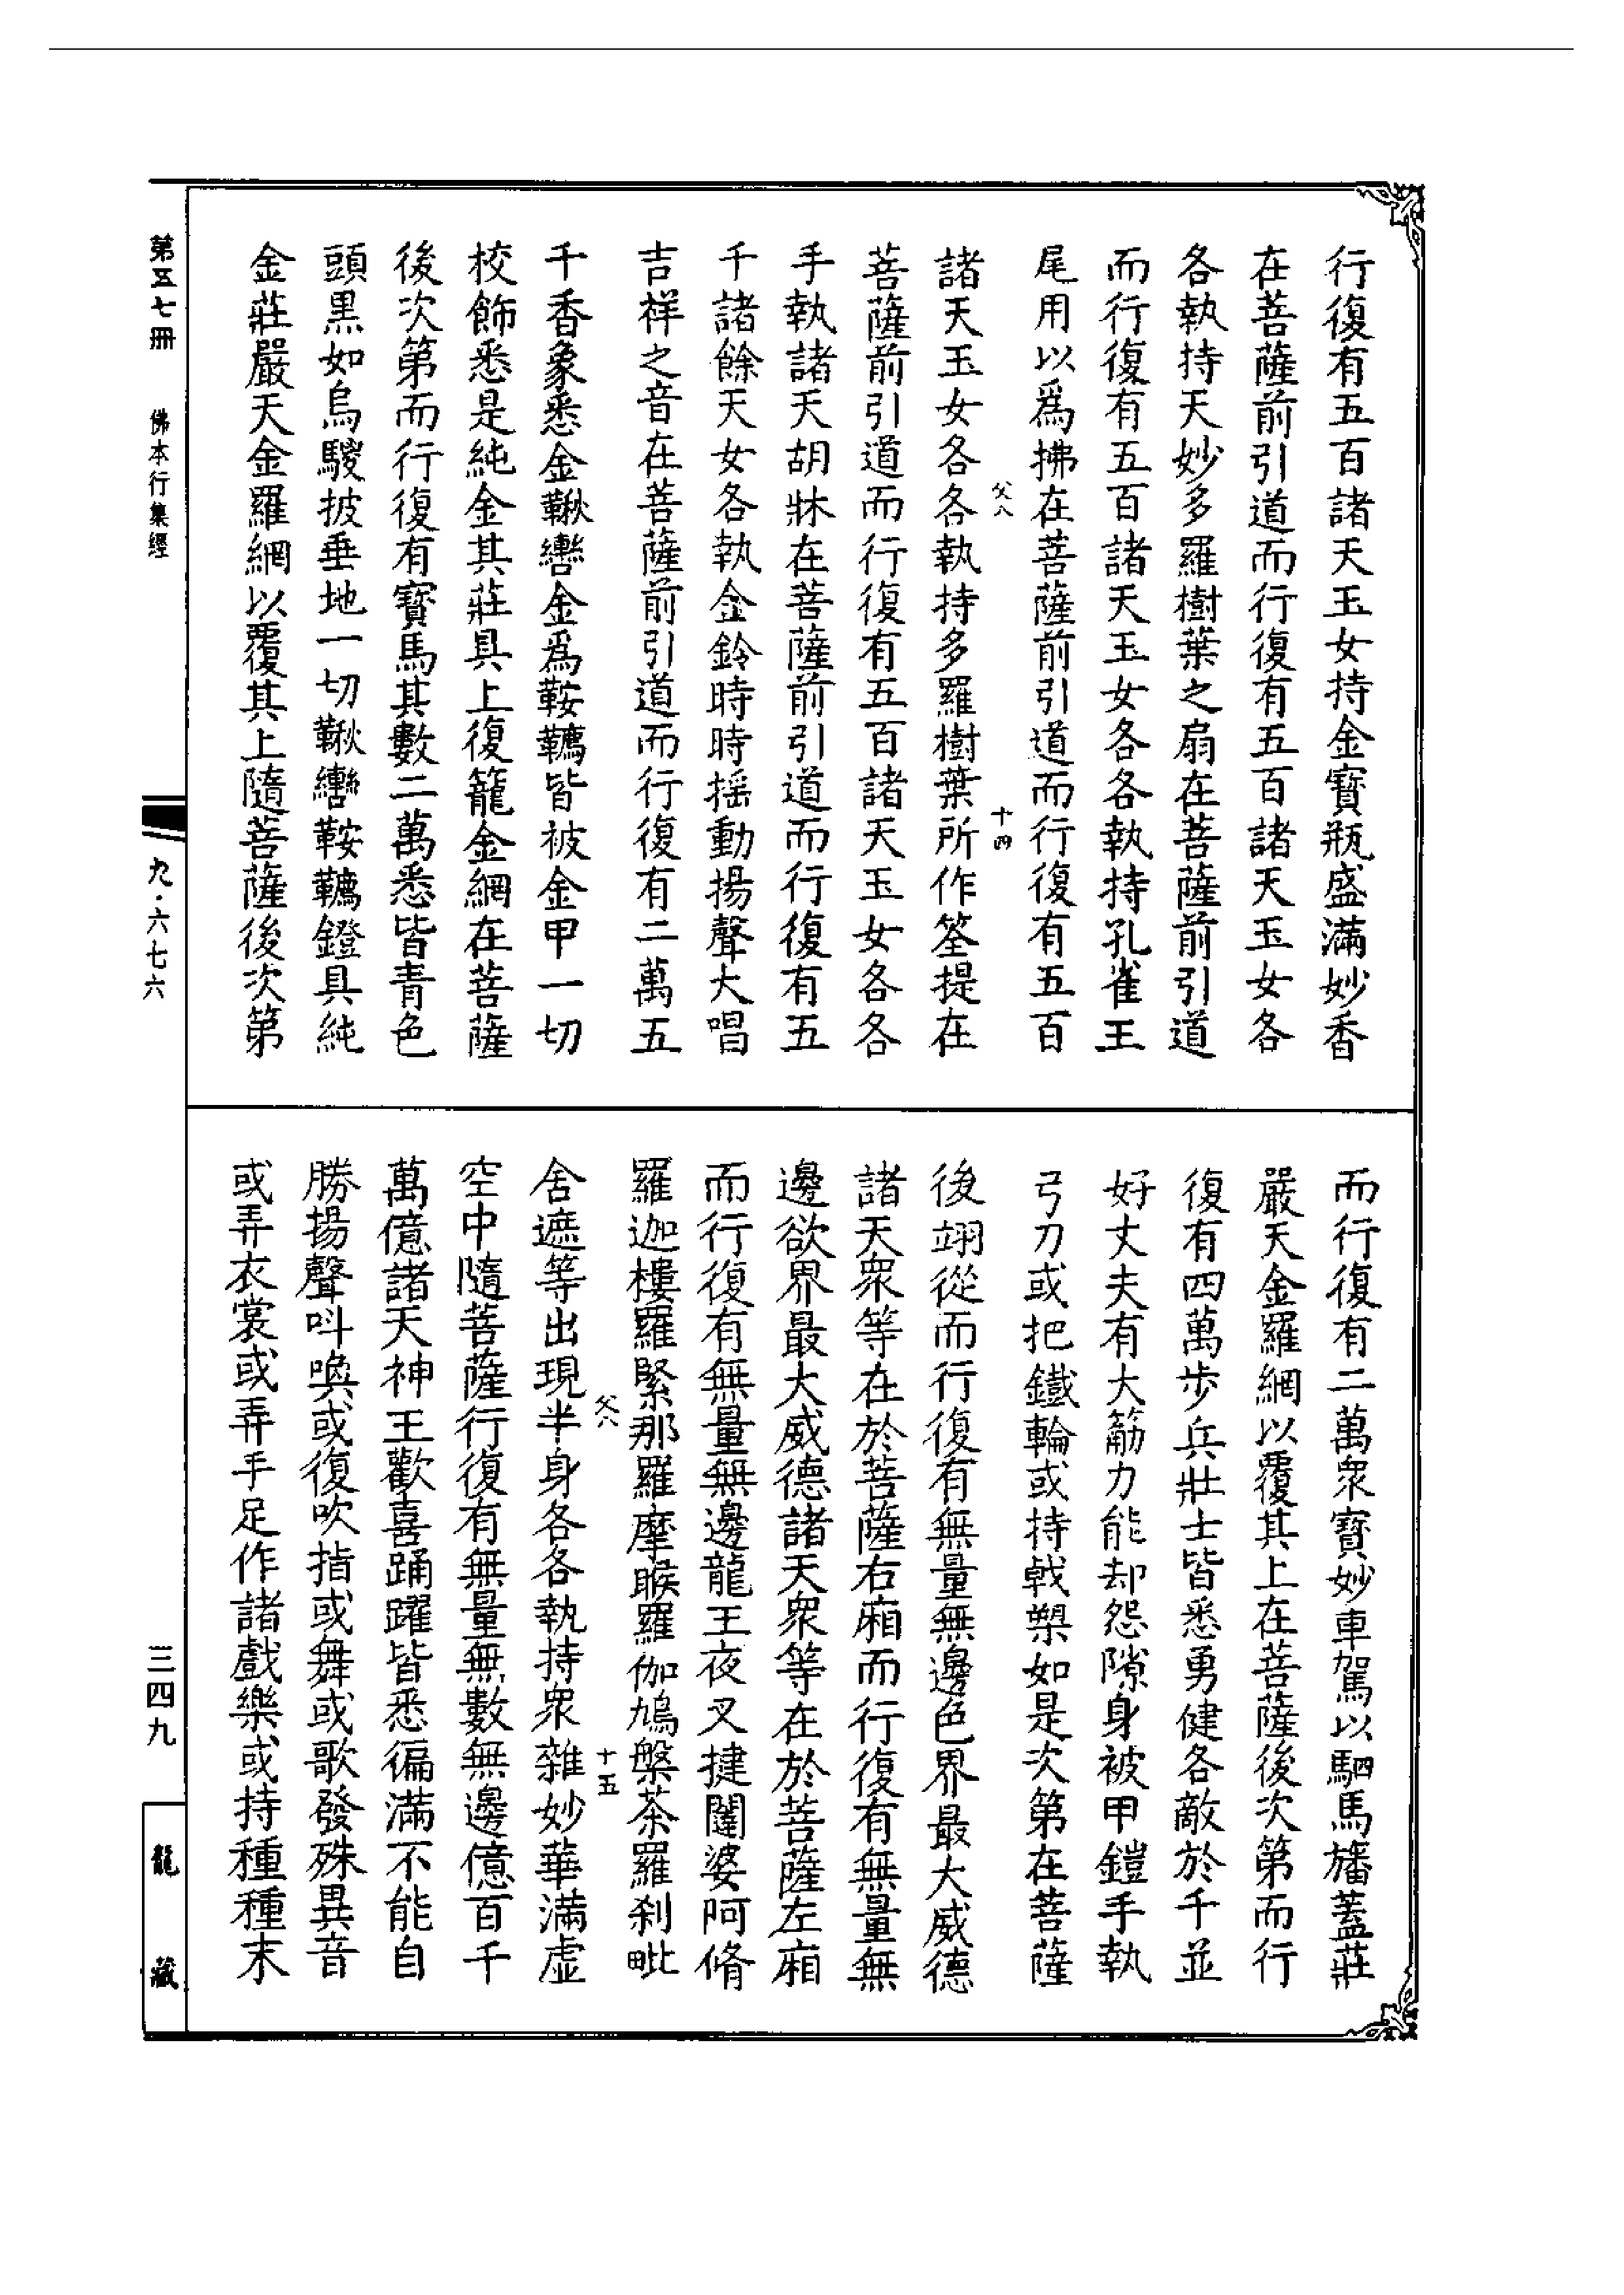 行復有五百諸天玉女持金寶瓶盛滿妙香
在菩薩前引道而行復有五百諸天玉女各
各執持天妙多羅樹葉之扇在菩薩前引道
而行復有五百諸天玉女各各執持孔雀王
尾用以爲拂在菩薩前引道而行復有五百
父八 十四
諸天玉女各各執持多羅樹葉所作筌提在
菩薩前引道而行復有五百諸天玉女各各
手執諸天胡牀在菩薩前引道而行復有五
千諸餘天女各執金鈴時時揺動揚聲大唱
吉祥之音在菩薩前引道而行復有二萬五
千香象悉金鞦轡金爲鞍韉皆被金甲一切
校飾悉是純金其莊具上復籠金網在菩薩
後次第而行復有寳馬其數二萬悉皆青色
頭黒如烏騣披垂地一切鞦轡鞍韉鐙具純
金莊嚴天金羅網以覆其上隨菩薩後次第
而行復有二萬衆寳妙車駕以駟馬旛蓋莊
嚴天金羅網以覆其上在菩薩後次第而行
復有四萬步兵壯士皆悉勇健各敵於千並
好丈夫有大筋力能却怨隙身被甲鎧手執
弓刀或把鐵輪或持戟槊如是次第在菩薩
後翊從而行復有無量無邊色界最大威德
諸天衆等在於菩薩右廂而行復有無量無
邊欲界最大威德諸天衆等在於菩薩左廂
而行復有無量無邊龍王夜叉揵闥婆阿脩
羅迦樓羅緊那羅摩睺羅伽鳩槃茶羅刹毗
父八 十五
舍遮等出現半身各各執持衆雜妙華滿虛
空中隨菩薩行復有無量無數無邊億百千
萬億諸天神王歡喜踊躍皆悉徧滿不能自
勝揚聲呌喚或復吹指或舞或歌發殊異音
或弄衣裳或弄手足作諸戲樂或持種種末
第五七冊 佛本行集經
九·六七六
三四九
龍藏